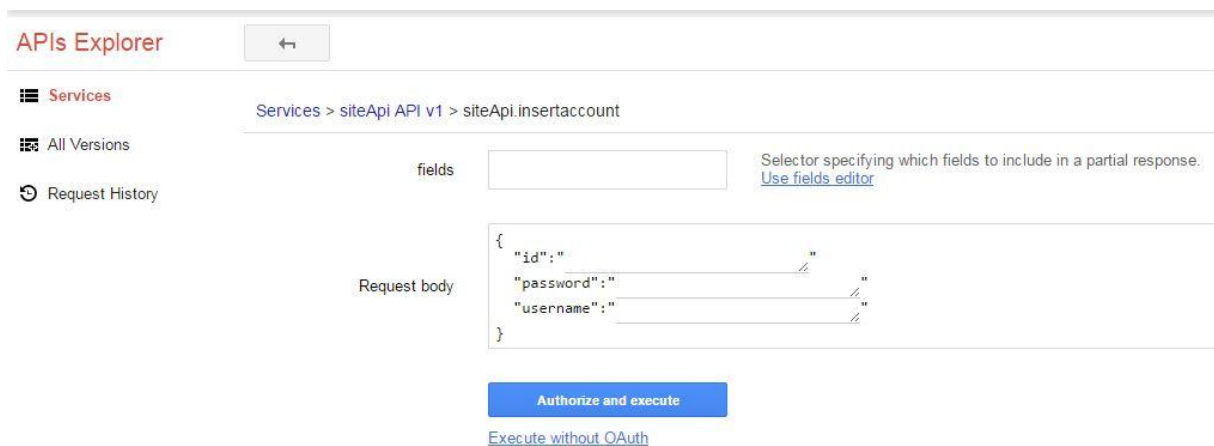 APIs Explorer
Services
All Versions
Request History
Services > siteApi API v1 > siteApi.insertaccount
fields
Selector specifying which fields to include in a partial response.
Use fields editor
Request body
{
"id":" "
"password":" "
"username":" "
}
Authorize and execute
Execute without OAuth